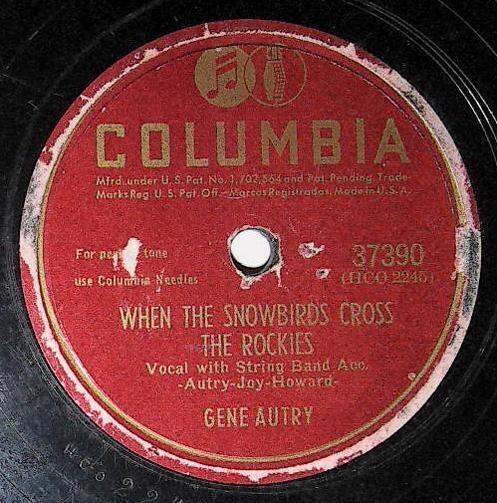 COLUMBIA
Mfrd. under U.S. Pat. No. 1,702,564 and Pat. Pending. Trade-
Marks Reg. U.S. Pat. Off.—Marcas Registradas. Made in U.S.A.
For tone
use Columbia Needles
37390
(HCO 2245)
WHEN THE SNOWBIRDS CROSS
THE ROCKIES
Vocal with String Band Acc.
-Autry-Joy-Howard-
GENE AUTRY